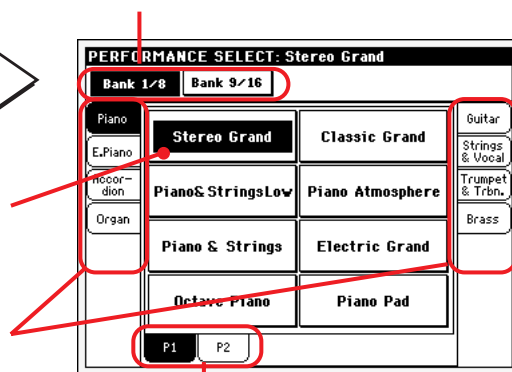 PERFORMANCE SELECT: Stereo Grand
Bank 1/8 Bank 9/16
Piano
E.Piano
Accor-
dion
Organ
Stereo Grand Classic Grand
Piano&StringsLow Piano Atmosphere
Piano & Strings Electric Grand
Octave Piano Piano Pad
Guitar
Strings
& Vocal
Trumpet
& Trbn.
Brass
P1 P2